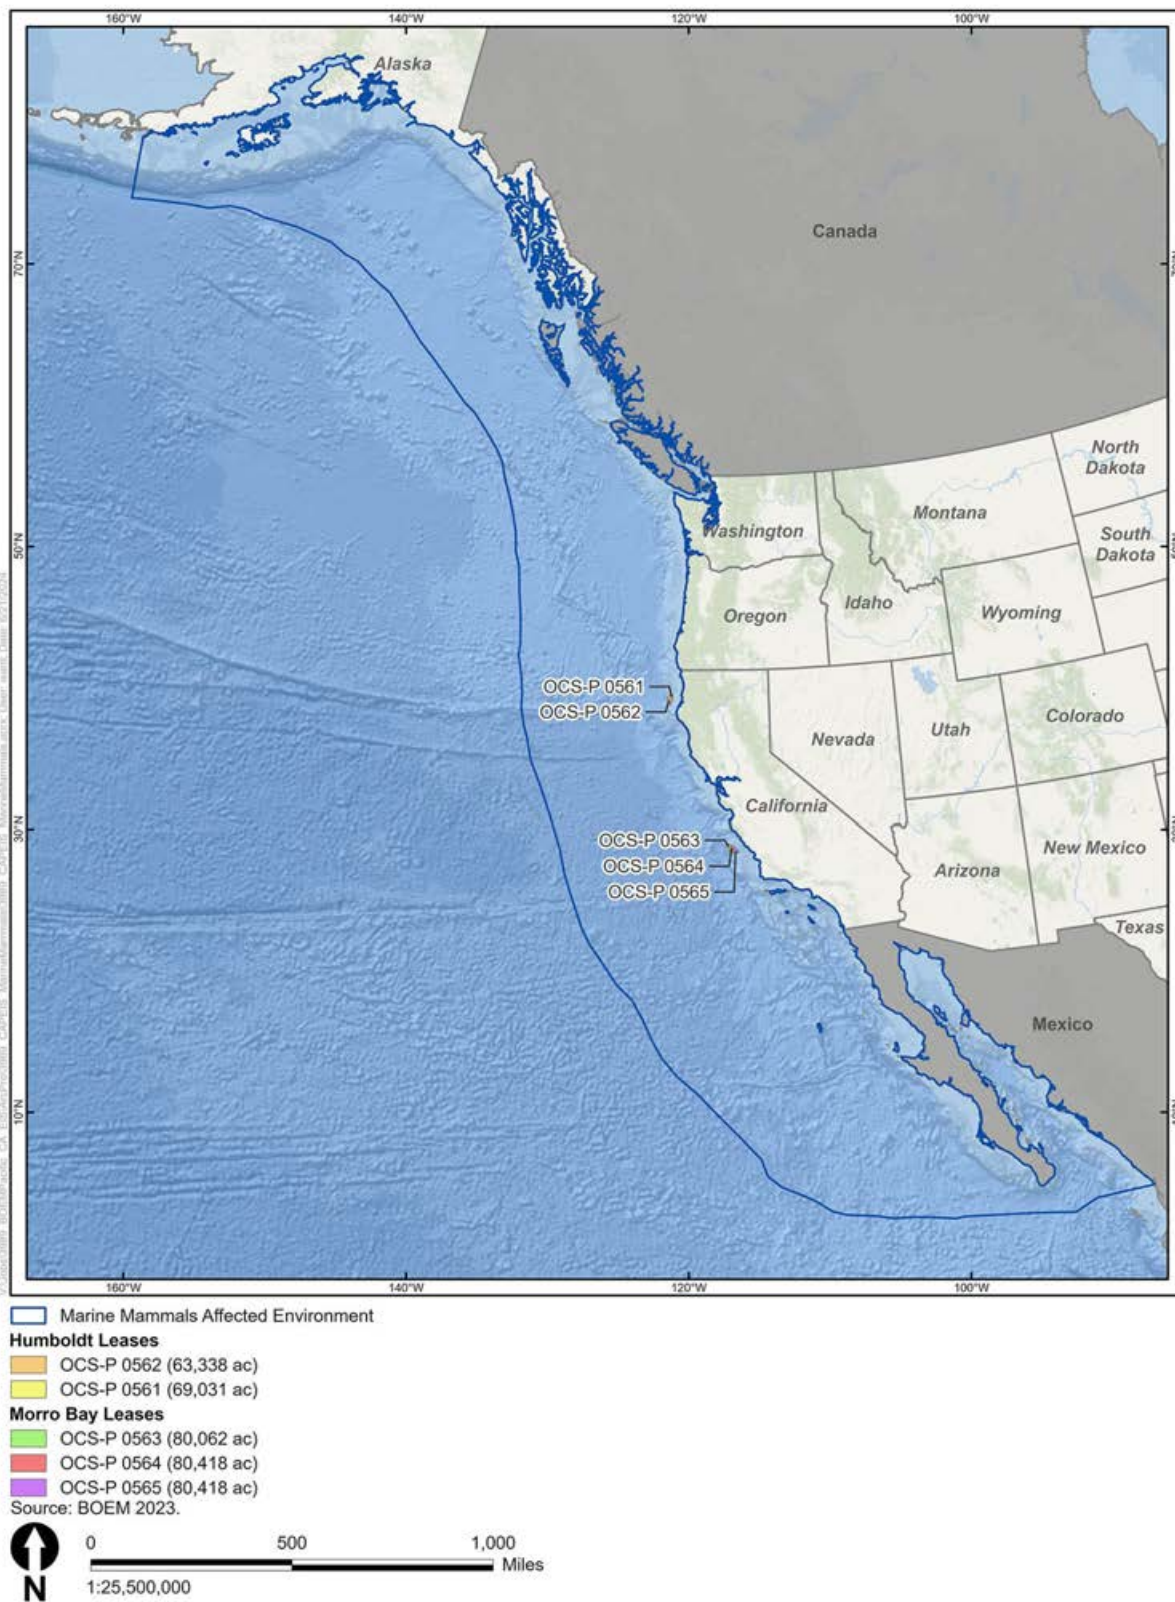 160°W 140°W 120°W 100°W
Alaska
Canada
70°N
North
Dakota
Montana
Washington
South
Dakota
50°N
Idaho
Oregon
Wyoming
OCS-P 0561
OCS-P 0562
Colorado
Utah
Nevada
California
30°N
OCS-P 0563
New Mexico
OCS-P 0564
Arizona
OCS-P 0565
Texas
Mexico
10°N
160°W 140°W 120°W 100°W
Marine Mammals Affected Environment
Humboldt Leases
OCS-P 0562 (63,338 ac)
OCS-P 0561 (69,031 ac)
Morro Bay Leases
OCS-P 0563 (80,062 ac)
OCS-P 0564 (80,418 ac)
OCS-P 0565 (80,418 ac)
Source: BOEM 2023.
0 500 1,000
Miles
1:25,500,000
N